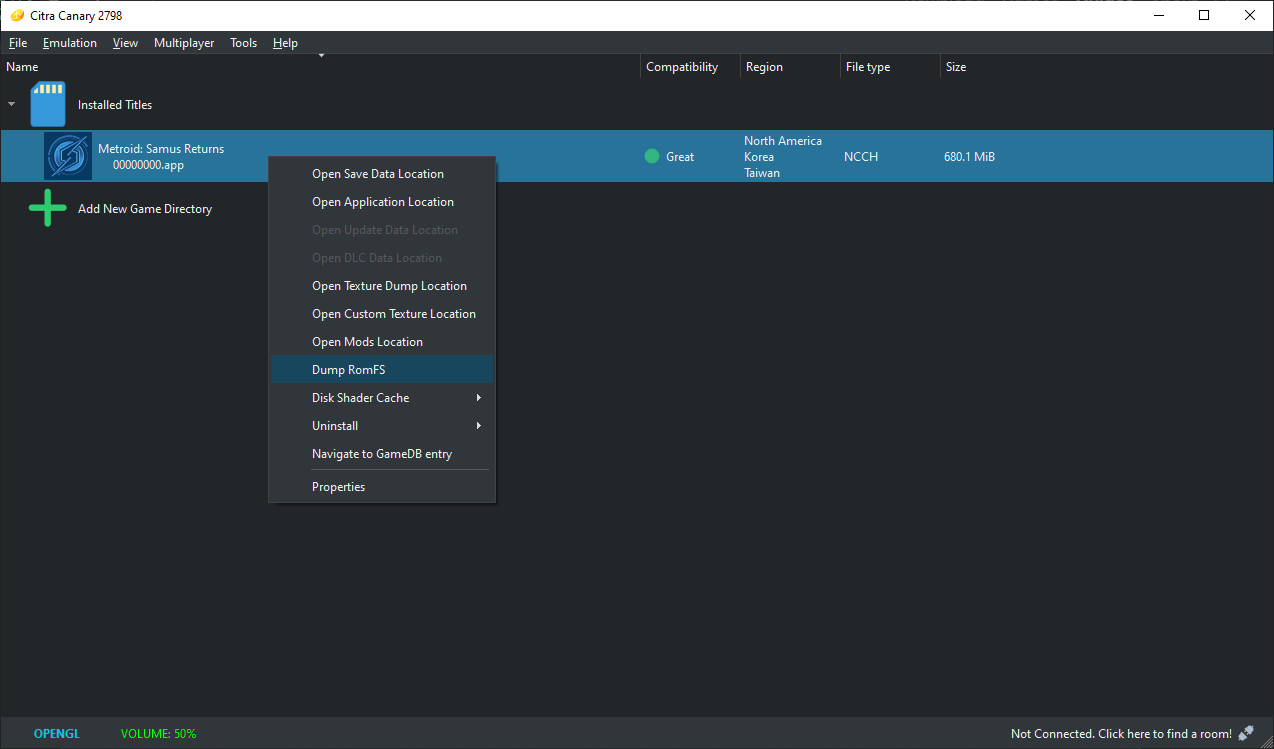 Citra Canary 2798
File Emulation View Multiplayer Tools Help
Name Compatibility Region File type Size
Installed Titles
Metroid: Samus Returns
00000000.app
Great
North America
Korea
Taiwan
NCCH
680.1 MiB
Add New Game Directory
Open Save Data Location
Open Application Location
Open Update Data Location
Open DLC Data Location
Open Texture Dump Location
Open Custom Texture Location
Open Mods Location
Dump RomFS
Disk Shader Cache
Uninstall
Navigate to GameDB entry
Properties
OPENGL VOLUME: 50% Not Connected. Click here to find a room!